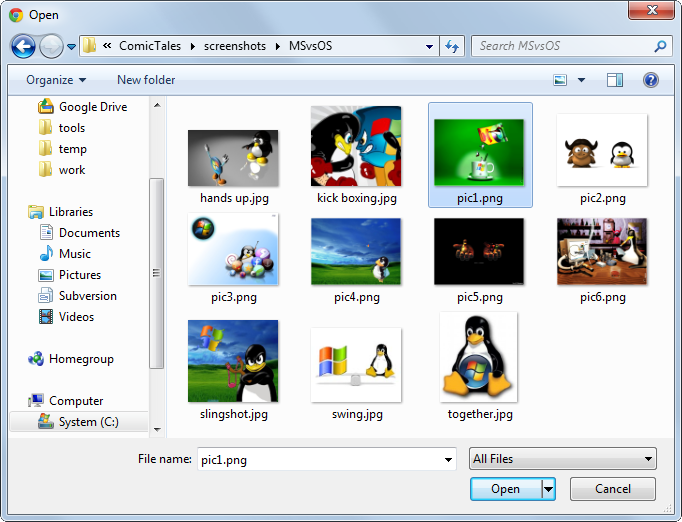 Open
« ComicTales screenshots MSvsOS
Search MSvsOS
Organize New folder
Google Drive
tools
temp
work
Libraries
Documents
Music
Pictures
Subversion
Videos
Homegroup
Computer
System (C:)
hands up.jpg kick boxing.jpg pic1.png pic2.png
pic3.png pic4.png pic5.png pic6.png
slingshot.jpg swing.jpg together.jpg
File name: pic1.png All Files
Open Cancel